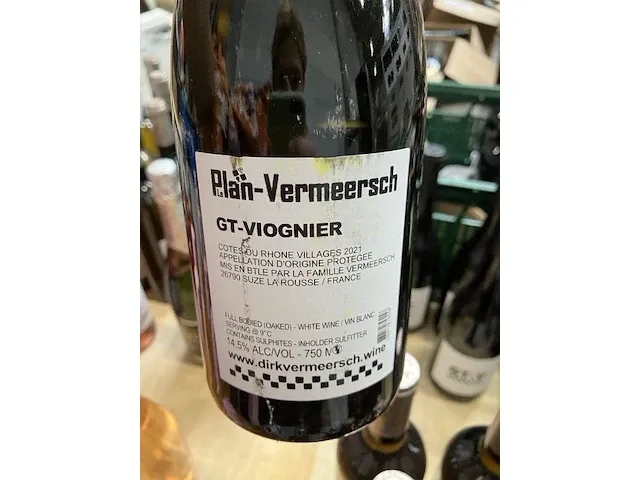 Le Plan-Vermeersch
GT-VIOGNIER
COTES DU RHONE VILLAGES 2021
APPELLATION D'ORIGINE PROTEGEE
MIS EN BTLE PAR LA FAMILLE VERMEERSCH
26790 SUZE LA ROUSSE / FRANCE
FULL BODIED (OAKED) - WHITE WINE / VIN BLANC
SERVING @ 9°C
CONTAINS SULPHITES - INHOLDER SULFITTER
14.5% ALC/VOL - 750 M
www.dirkvermeersch.wine